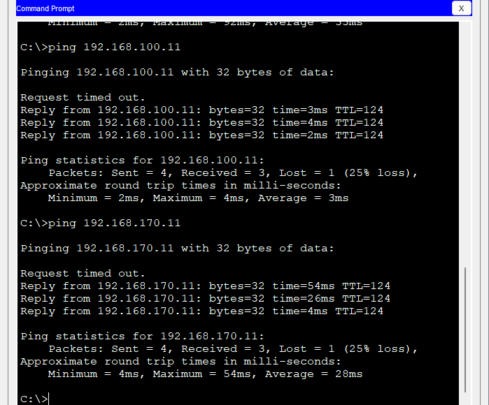 Command Prompt
X
Minimum = 2ms, Maximum = 92ms, Average = 33ms
C:\>ping 192.168.100.11
Pinging 192.168.100.11 with 32 bytes of data:
Request timed out.
Reply from 192.168.100.11: bytes=32 time=3ms TTL=124
Reply from 192.168.100.11: bytes=32 time=4ms TTL=124
Reply from 192.168.100.11: bytes=32 time=2ms TTL=124
Ping statistics for 192.168.100.11:
Packets: Sent = 4, Received = 3, Lost = 1 (25% loss),
Approximate round trip times in milli-seconds:
Minimum = 2ms, Maximum = 4ms, Average = 3ms
C:\>ping 192.168.170.11
Pinging 192.168.170.11 with 32 bytes of data:
Request timed out.
Reply from 192.168.170.11: bytes=32 time=54ms TTL=124
Reply from 192.168.170.11: bytes=32 time=26ms TTL=124
Reply from 192.168.170.11: bytes=32 time=4ms TTL=124
Ping statistics for 192.168.170.11:
Packets: Sent = 4, Received = 3, Lost = 1 (25% loss),
Approximate round trip times in milli-seconds:
Minimum = 4ms, Maximum = 54ms, Average = 28ms
C:\>